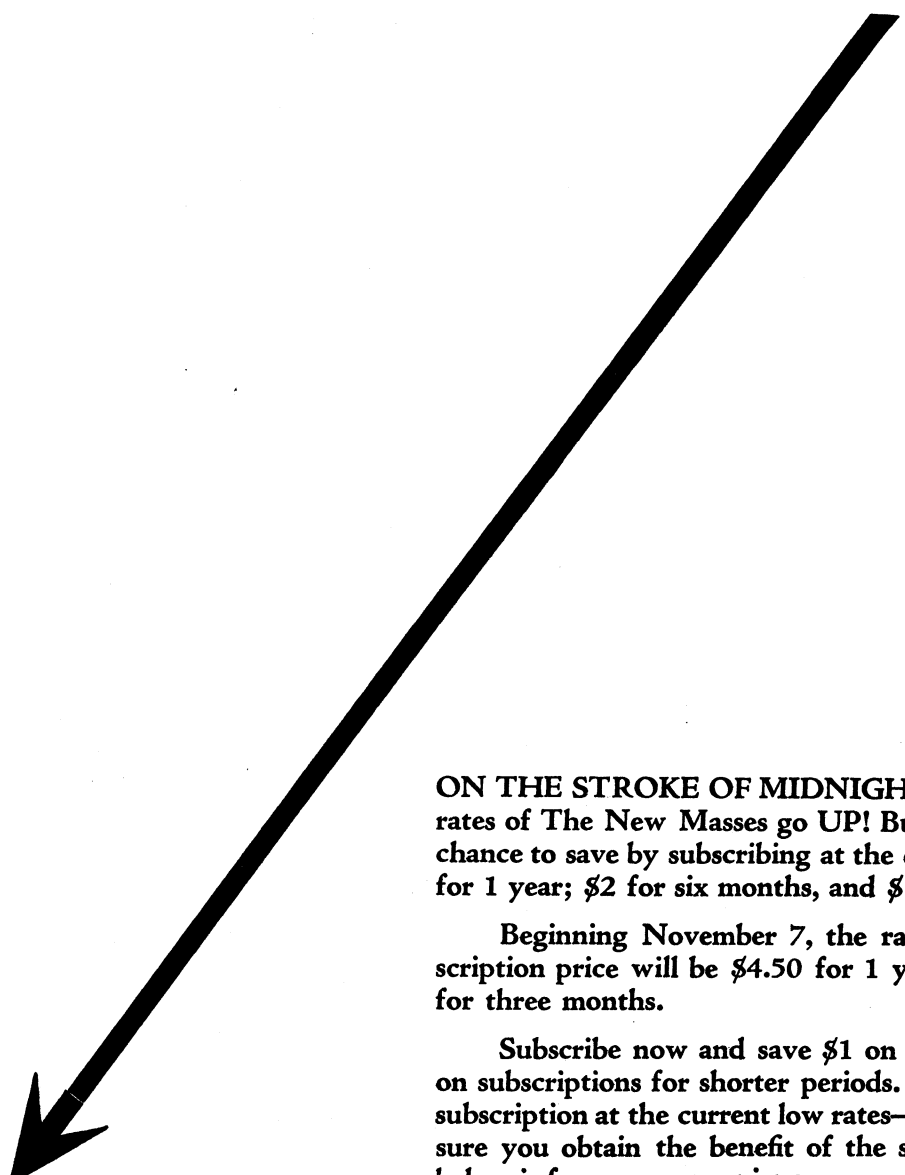 ON THE STROKE OF MIDNIGH
rates of The New Masses go UP! Bu
chance to save by subscribing at the
for 1 year; $2 for six months, and $
Beginning November 7, the ra
scription price will be $4.50 for 1 y
for three months.
Subscribe now and save $1 on
on subscriptions for shorter periods.
subscription at the current low rates—
sure you obtain the benefit of the s